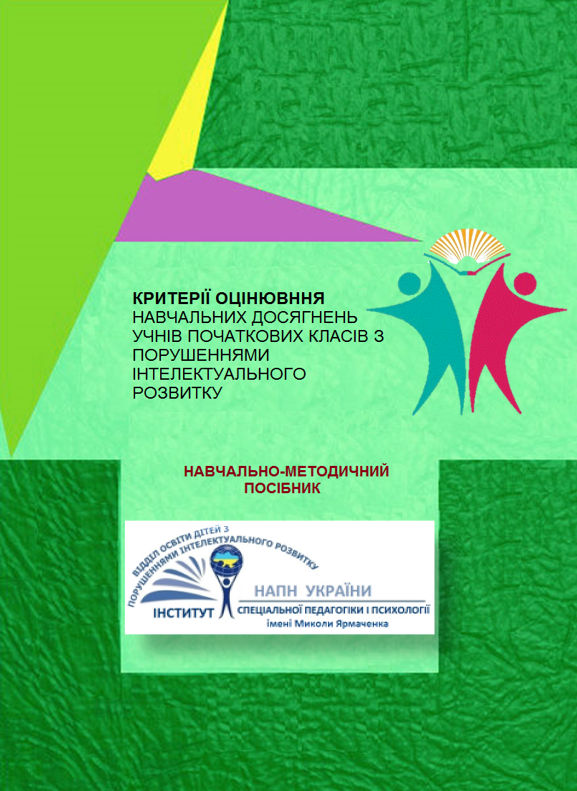 КРИТЕРІЇ ОЦІНЮВННЯ
НАВЧАЛЬНИХ ДОСЯГНЕНЬ
УЧНІВ ПОЧАТКОВИХ КЛАСІВ З
ПОРУШЕННЯМИ
ІНТЕЛЕКТУАЛЬНОГО
РОЗВИТКУ
НАВЧАЛЬНО-МЕТОДИЧНИЙ
ПОСІБНИК
ВІДДІЛ ОСВІТИ ДІТЕЙ З
ПОРУШЕННЯМИ ІНТЕЛЕКТУАЛЬНОГО РОЗВИТКУ
НАПН УКРАЇНИ
ІНСТИТУТ СПЕЦІАЛЬНОЇ ПЕДАГОГІКИ І ПСИХОЛОГІЇ
імені Миколи Ярмаченка